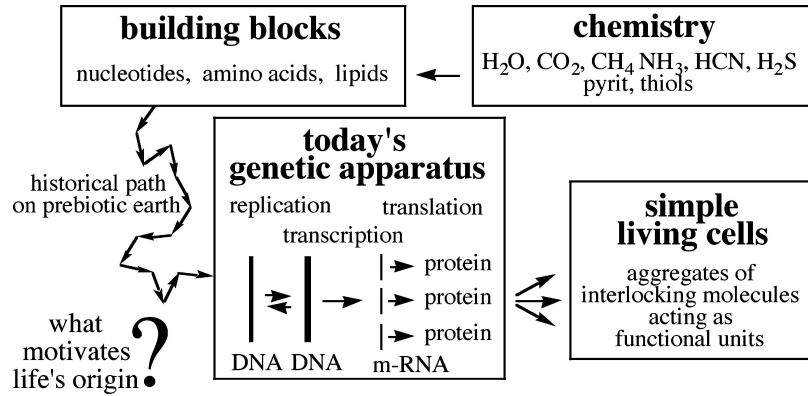 building blocks
nucleotides, amino acids, lipids
chemistry
H₂O, CO₂, CH₄ NH₃, HCN, H₂S
pyrit, thiols
historical path
on prebiotic earth
what
motivates
life's origin
?
today's
genetic apparatus
replication
translation
transcription
protein
protein
protein
DNA DNA m-RNA
simple
living cells
aggregates of
interlocking molecules
acting as
functional units